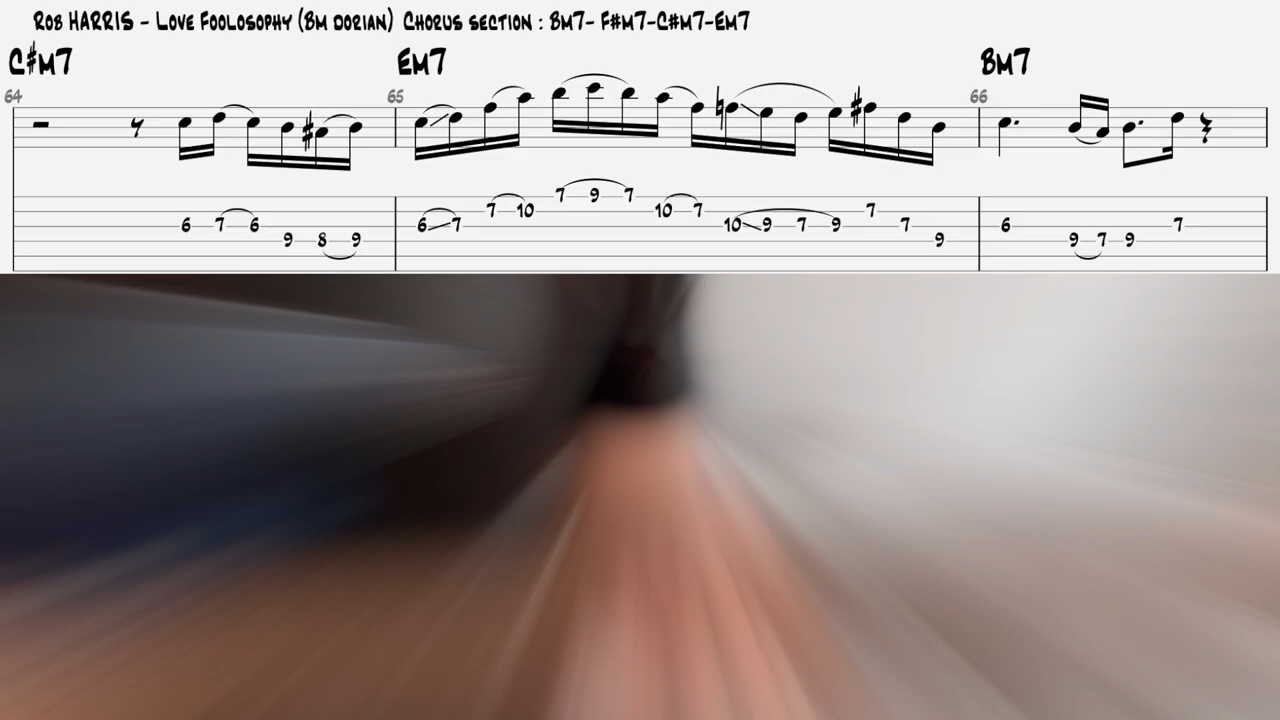 ROB HARRIS - LOVE FOOLOSOPHY (BM DORIAN) CHORUS SECTION : BM7- F#M7-C#M7-EM7
C#M7 EM7 BM7
64 65 66
7 9 7
7 10 10 7 7
6 7 6 6 7 10 9 7 9 7 6 7
9 8 9 9 9 7 9